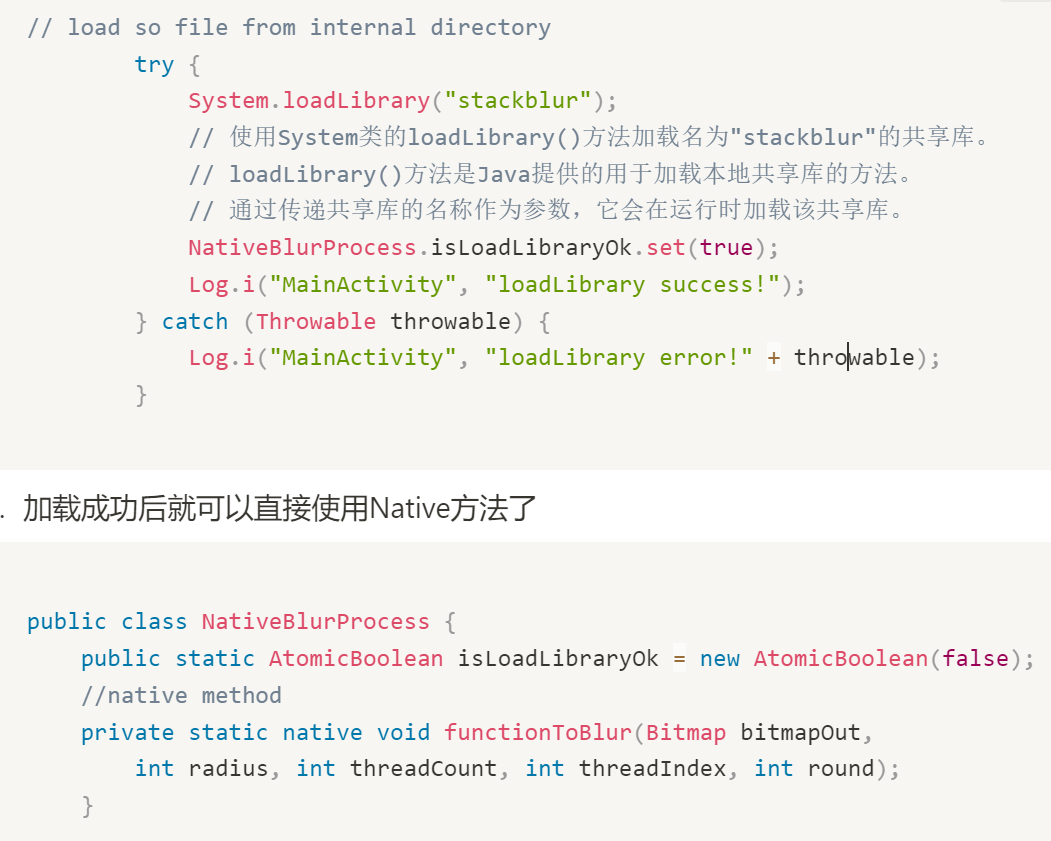 // load so file from internal directory
try {
System.loadLibrary("stackblur");
// 使用System类的loadLibrary()方法加载名为"stackblur"的共享库。
// loadLibrary()方法是Java提供的用于加载本地共享库的方法。
// 通过传递共享库的名称作为参数，它会在运行时加载该共享库。
NativeBlurProcess.isLoadLibraryOk.set(true);
Log.i("MainActivity", "loadLibrary success!");
} catch (Throwable throwable) {
Log.i("MainActivity", "loadLibrary error!" + throwable);
}
. 加载成功后就可以直接使用Native方法了
public class NativeBlurProcess {
public static AtomicBoolean isLoadLibraryOk = new AtomicBoolean(false);
//native method
private static native void functionToBlur(Bitmap bitmapOut,
int radius, int threadCount, int threadIndex, int round);
}